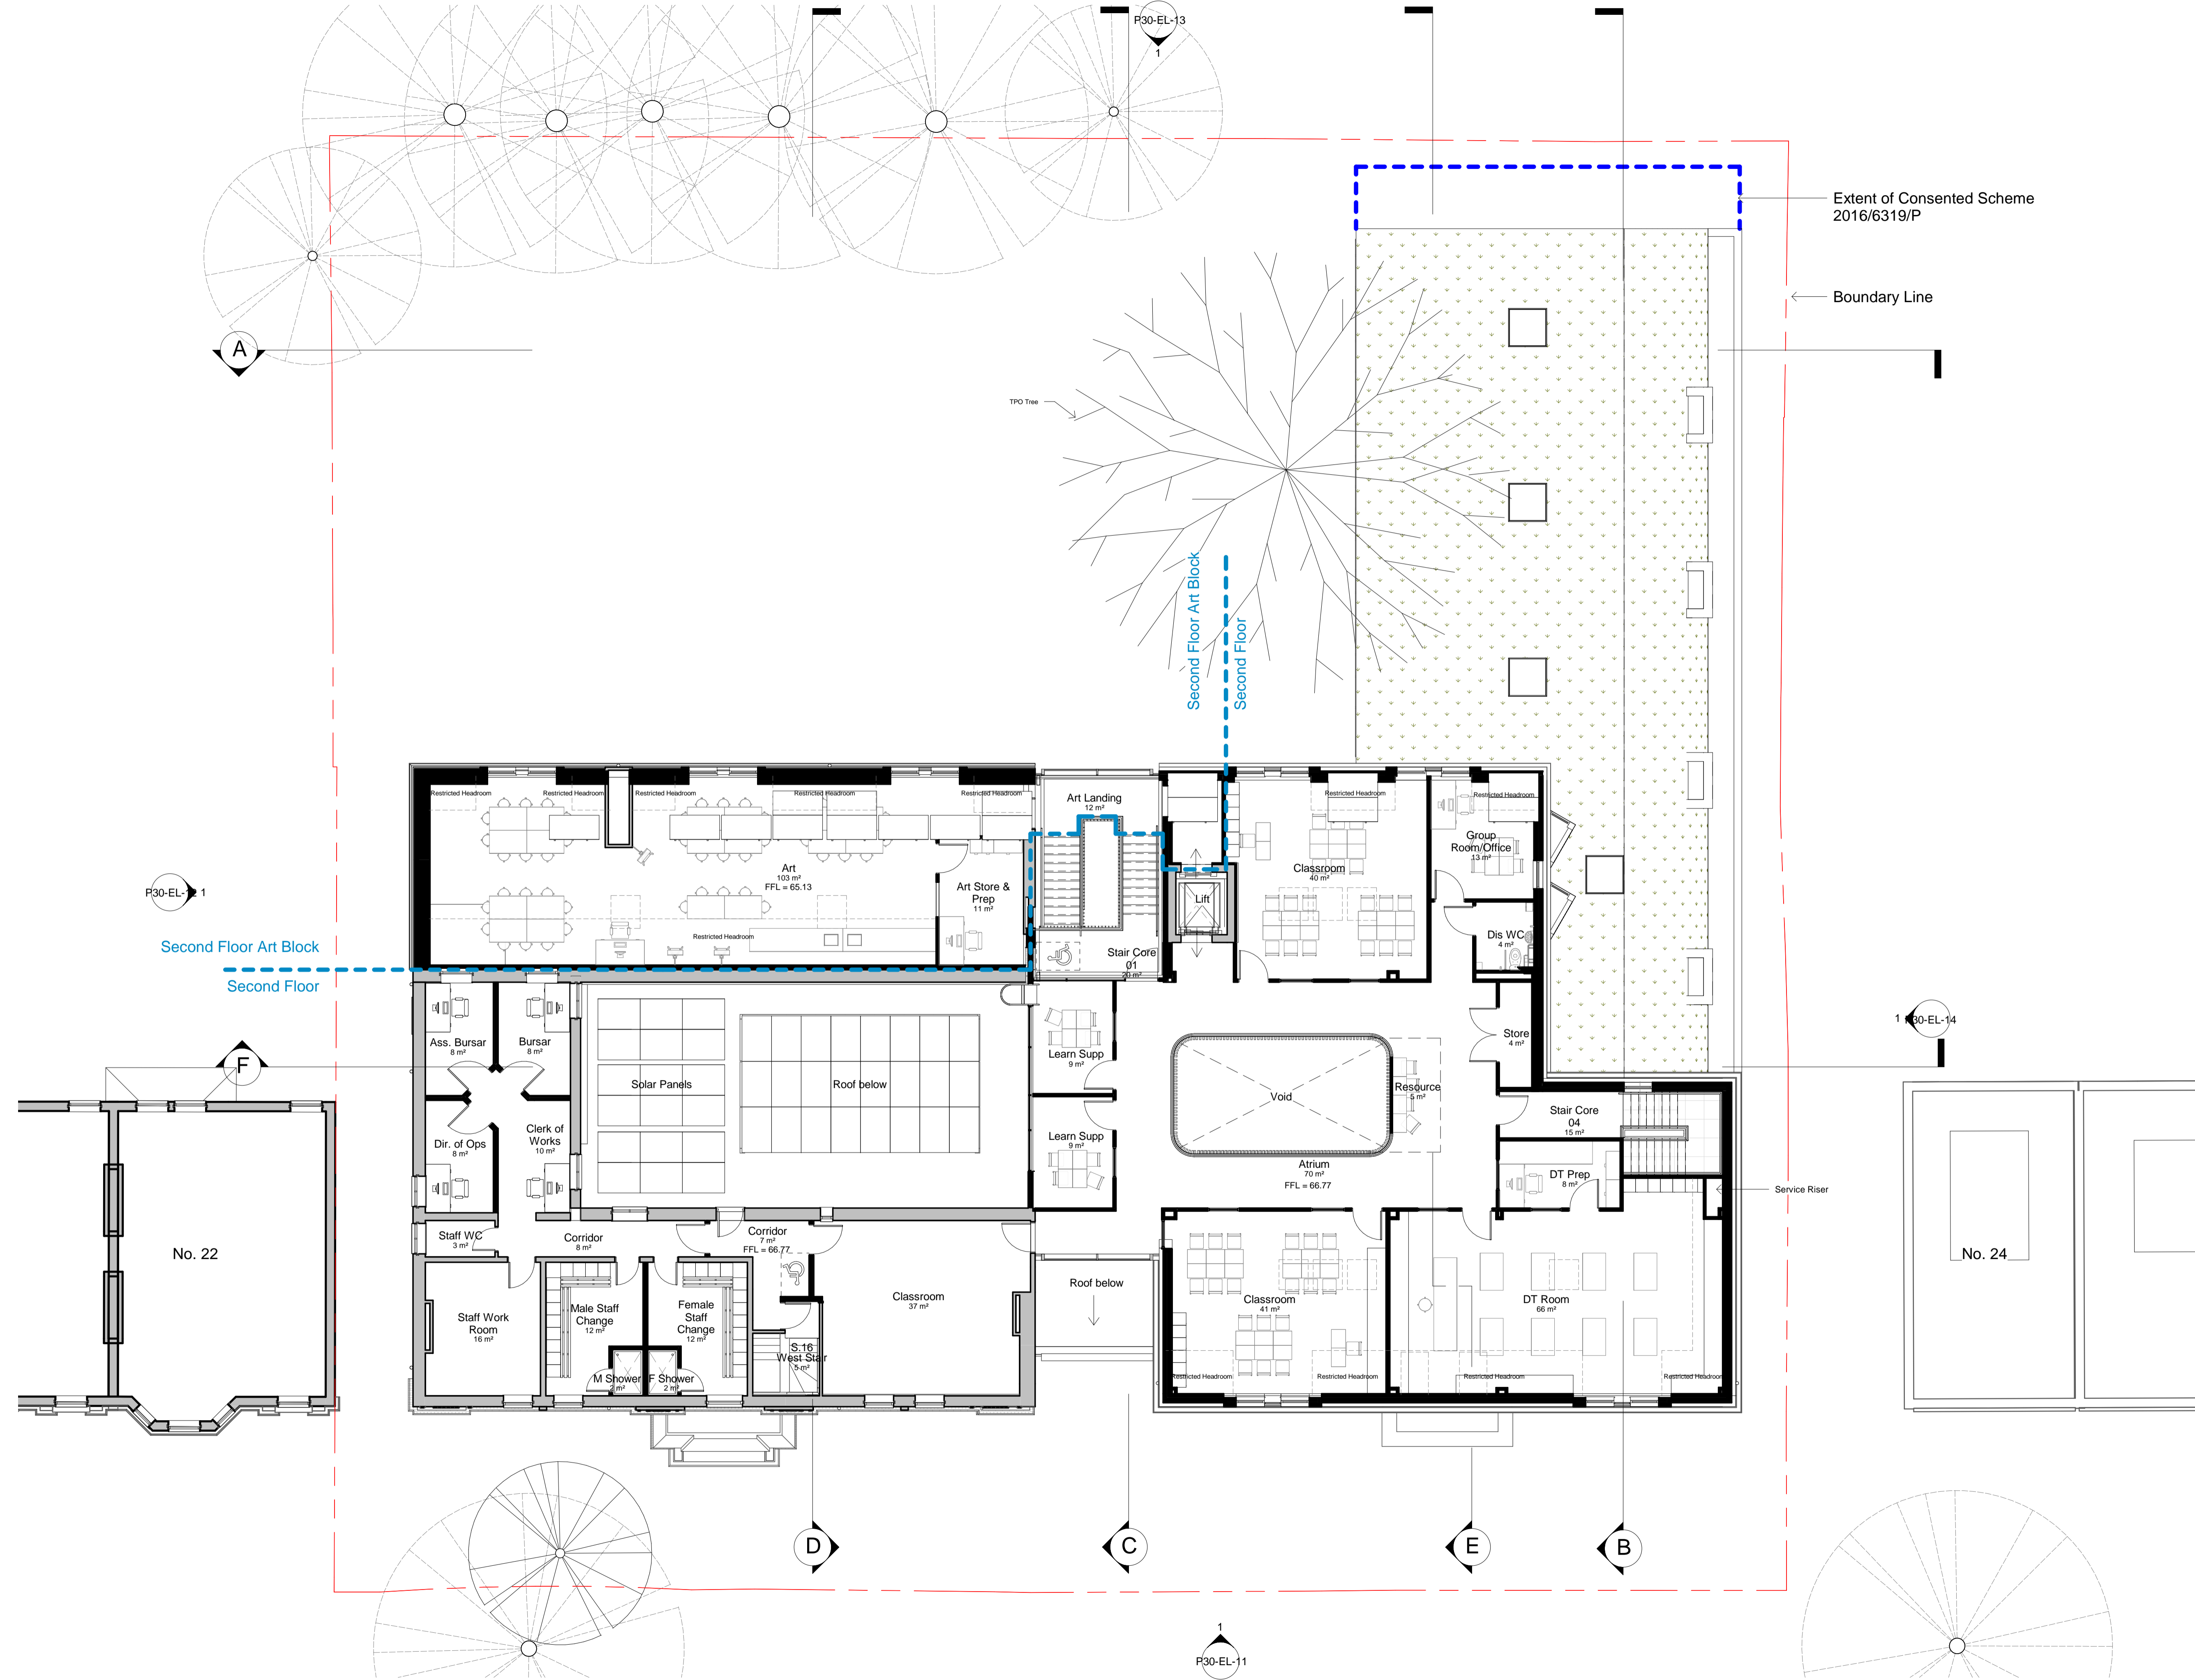 P30-EL-13
1
Extent of Consented Scheme
2016/6319/P
Boundary Line
A
TPO Tree
Second Floor Art Block
Second Floor
Restricted Headroom
Restricted Headroom
Restricted Headroom
Restricted Headroom
Restricted Headroom
Restricted Headroom
Restricted Headroom
Art Landing
12 m²
Group
Room/Office
13 m²
Art
103 m²
FFL = 65.13
Classroom
40 m²
Art Store &
Prep
11 m²
Lift
1
Restricted Headroom
Dis WC
4 m²
Second Floor Art Block
Second Floor
Stair Core
01
20 m²
1
P30-EL-14
Ass. Bursar
8 m²
Bursar
8 m²
Store
4 m²
Learn Supp
9 m²
F
Solar Panels
Roof below
Void
Resource
5 m²
Stair Core
04
15 m²
Dir. of Ops
8 m²
Clerk of
Works
10 m²
Learn Supp
9 m²
Atrium
70 m²
FFL = 66.77
DT Prep
8 m²
Service Riser
No. 22
Staff WC
3 m²
Corridor
8 m²
Corridor
7 m²
FFL = 66.77
No. 24
Roof below
Classroom
37 m²
Classroom
41 m²
DT Room
66 m²
Staff Work
Room
16 m²
Male Staff
Change
12 m²
Female
Staff
Change
12 m²
S.16
West Stair
5 m²
M Shower
2 m²
F Shower
2 m²
Restricted Headroom
Restricted Headroom
Restricted Headroom
Restricted Headroom
D
C
E
B
1
P30-EL-11